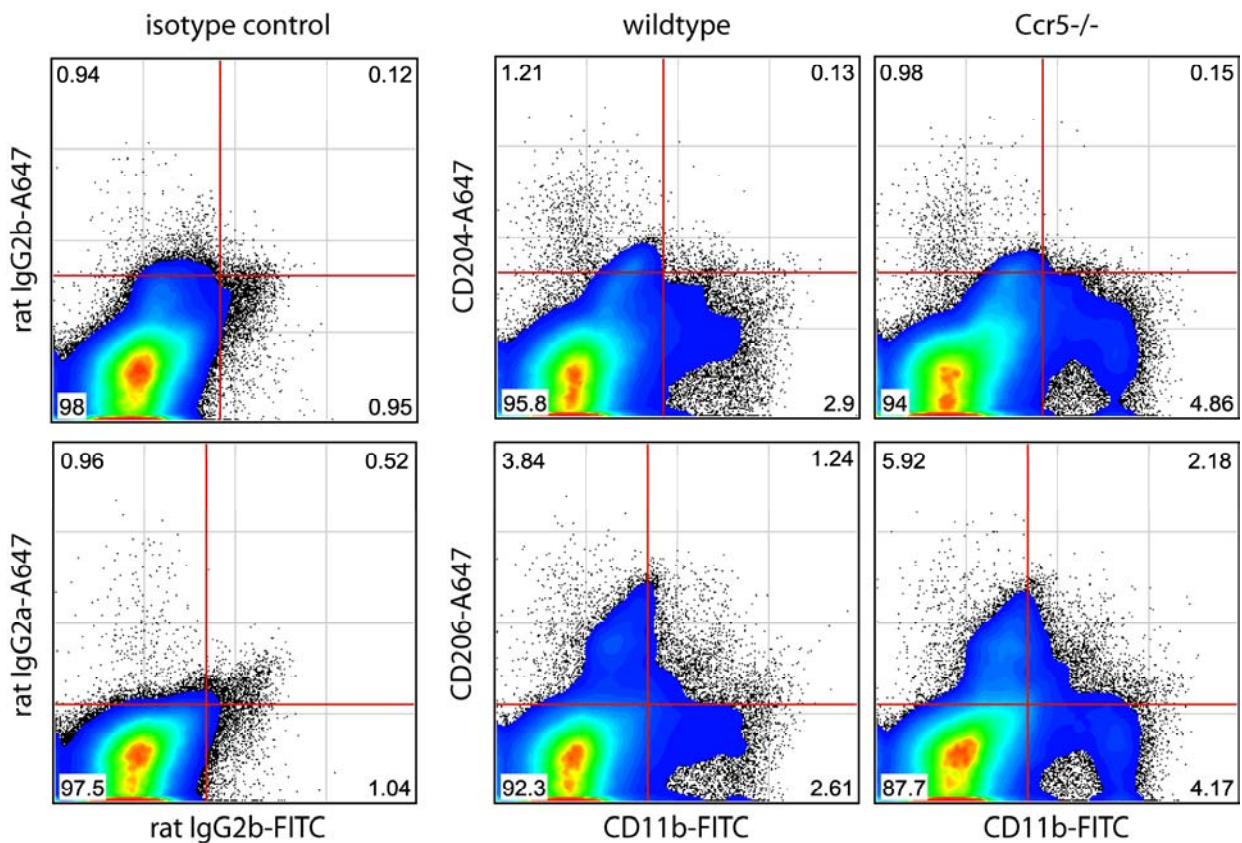 isotype control wildtype Ccr5-/-
0.94 0.12 1.21 0.13 0.98 0.15
rat IgG2b-A647
CD204-A647
98 0.95 95.8 2.9 94 4.86
0.96 0.52 3.84 1.24 5.92 2.18
rat IgG2a-A647
CD206-A647
97.5 1.04 92.3 2.61 87.7 4.17
rat IgG2b-FITC CD11b-FITC CD11b-FITC